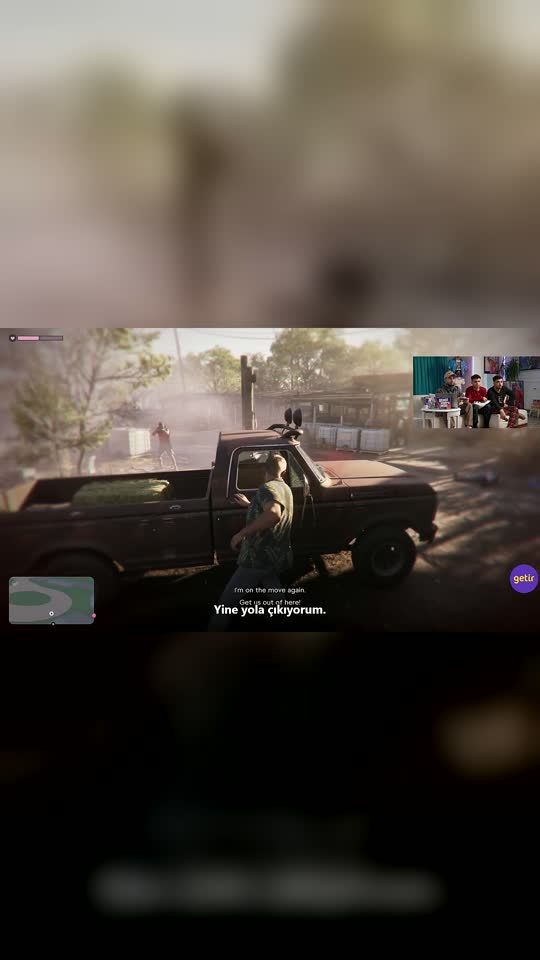 getir
I'm on the move again.
Get us out of here!
Yine yola çıkıyorum.